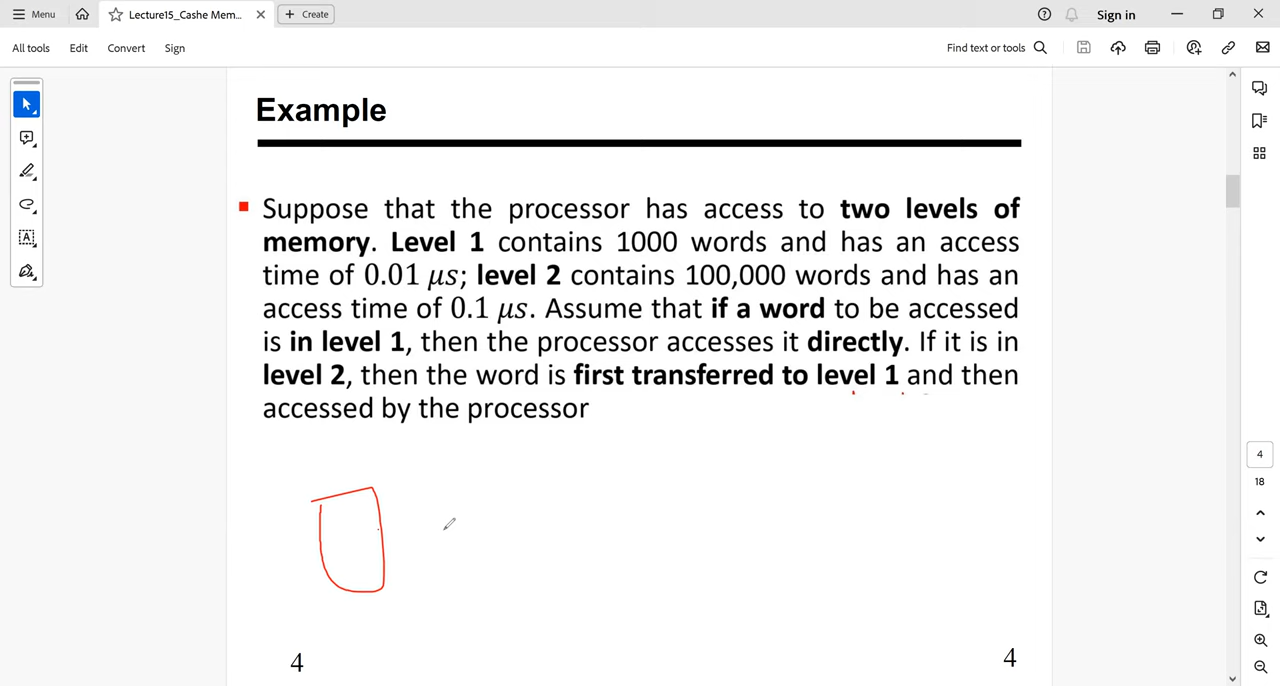 Menu
Lecture15_Cashe Mem...
Create
Sign in
All tools
Edit
Convert
Sign
Find text or tools
Example
Suppose that the processor has access to two levels of
memory. Level 1 contains 1000 words and has an access
time of 0.01 μs; level 2 contains 100,000 words and has an
access time of 0.1 μs. Assume that if a word to be accessed
is in level 1, then the processor accesses it directly. If it is in
level 2, then the word is first transferred to level 1 and then
accessed by the processor
4
18
4
4